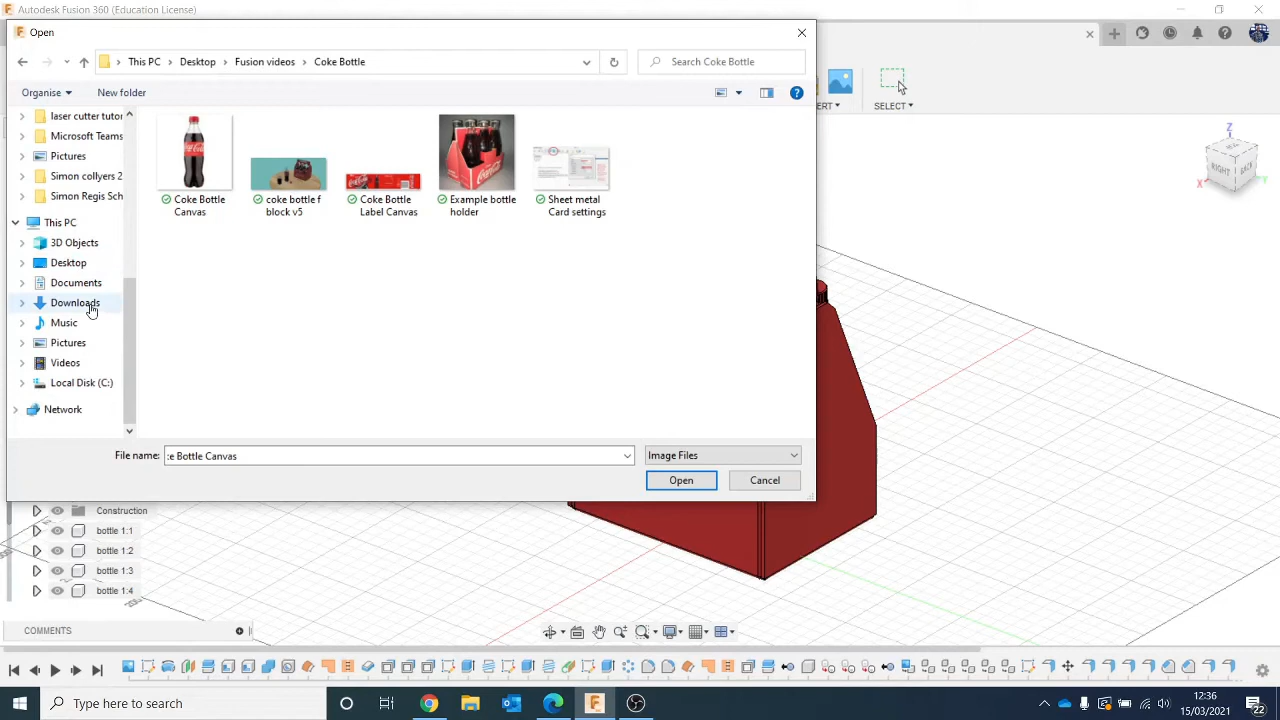 Autodesk Fusion 360 (Education License)
Open
This PC
Desktop
Fusion videos
Coke Bottle
Search Coke Bottle
Organise
New folder
ERT
SELECT
laser cutter tutor
Microsoft Teams
Pictures
Simon collyers 2
Simon Regis Sch
This PC
3D Objects
Desktop
Documents
Downloads
Music
Pictures
Videos
Local Disk (C:)
Network
Coke Bottle
Canvas
coke bottle f
block v5
Coke Bottle
Label Canvas
Example bottle
holder
Sheet metal
Card settings
Z
RIGHT
BACK
X
Y
File name:
:e Bottle Canvas
Image Files
Open
Cancel
Construction
bottle 1:1
bottle 1:2
bottle 1:3
bottle 1:4
COMMENTS
Type here to search
12:36
15/03/2021
22